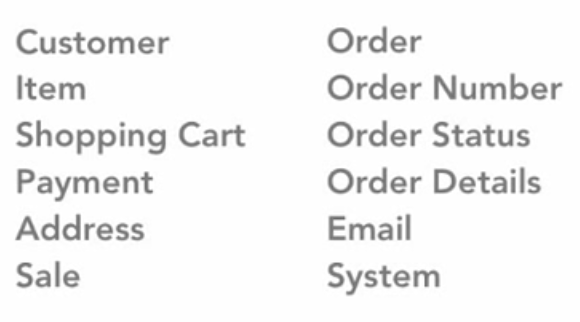 Customer
Item
Shopping Cart
Payment
Address
Sale
Order
Order Number
Order Status
Order Details
Email
System